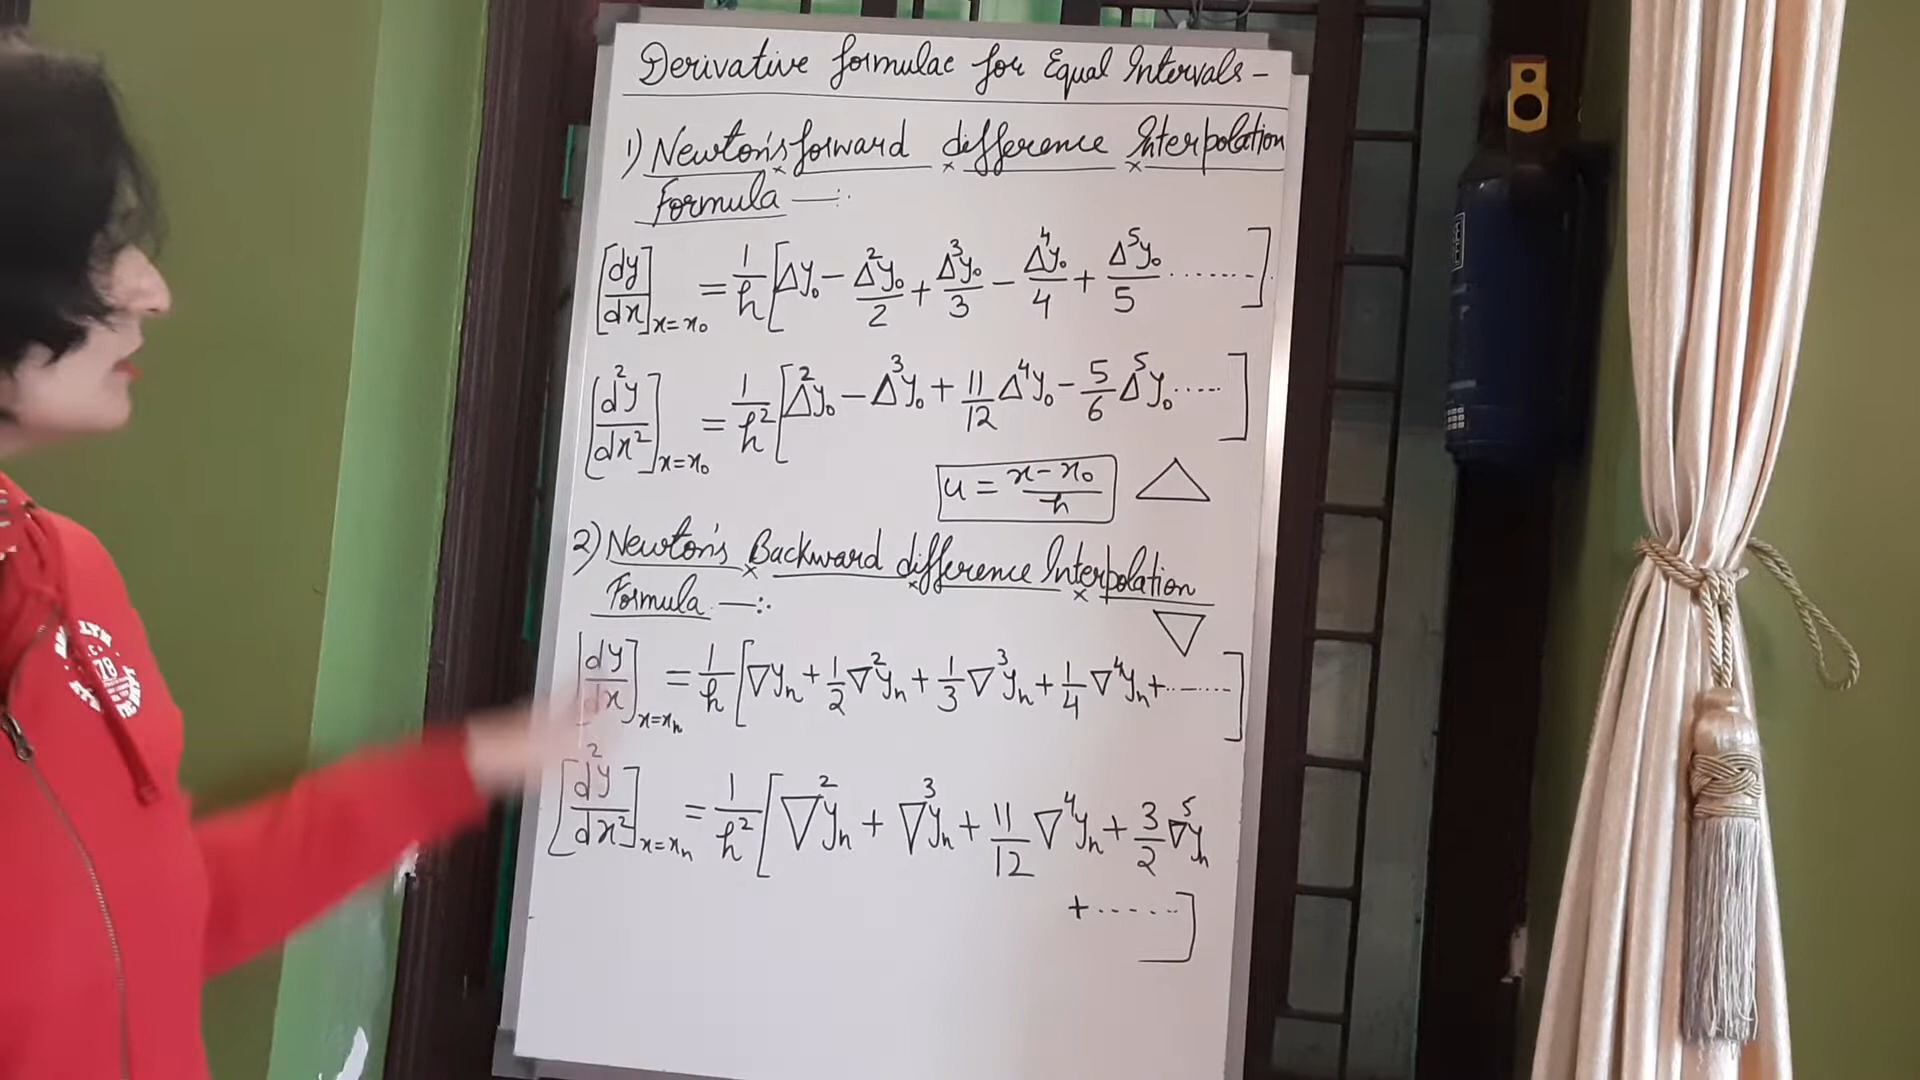 Derivative formulae for Equal Intervals -
1) Newton's forward difference Interpolation
Formula —:
[dy/dx]x=x₀ = 1/h [Δy₀ − Δ²y₀/2 + Δ³y₀/3 − Δ⁴y₀/4 + Δ⁵y₀/5 ........]
[d²y/dx²]x=x₀ = 1/h² [Δ²y₀ − Δ³y₀ + 11/12 Δ⁴y₀ − 5/6 Δ⁵y₀ ......]
u = x − x₀/h △
2) Newton's Backward difference Interpolation
Formula —:
▽
[dy/dx]x=xₙ = 1/h [∇yₙ + 1/2 ∇²yₙ + 1/3 ∇³yₙ + 1/4 ∇⁴yₙ + ........]
[d²y/dx²]x=xₙ = 1/h² [∇²yₙ + ∇³yₙ + 11/12 ∇⁴yₙ + 3/2 ∇⁵yₙ
+ ......]
78